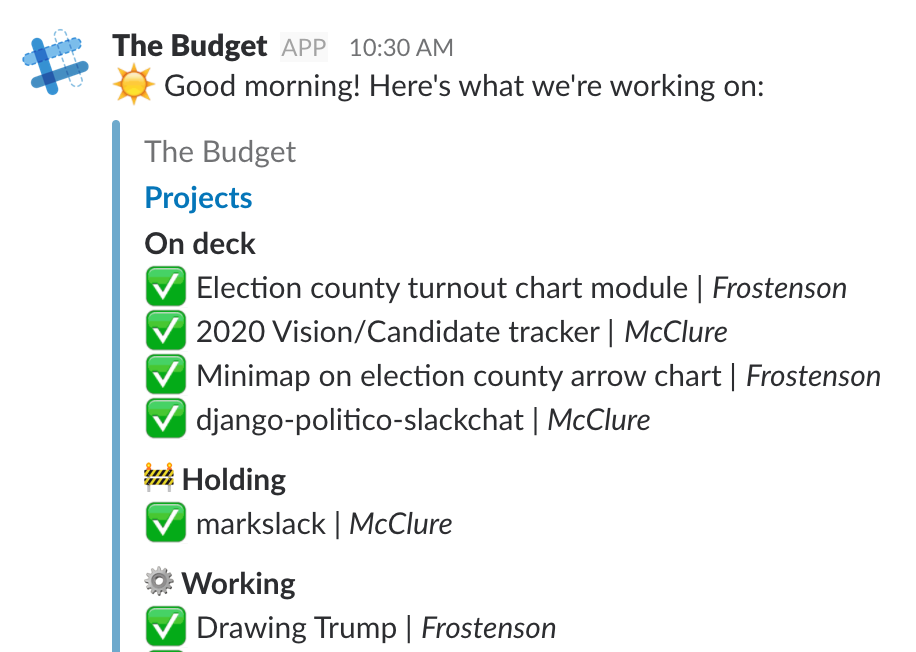 The Budget APP 10:30 AM
Good morning! Here's what we're working on:
The Budget
Projects
On deck
Election county turnout chart module | Frostenson
2020 Vision/Candidate tracker | McClure
Minimap on election county arrow chart | Frostenson
django-politico-slackchat | McClure
Holding
markslack | McClure
Working
Drawing Trump | Frostenson